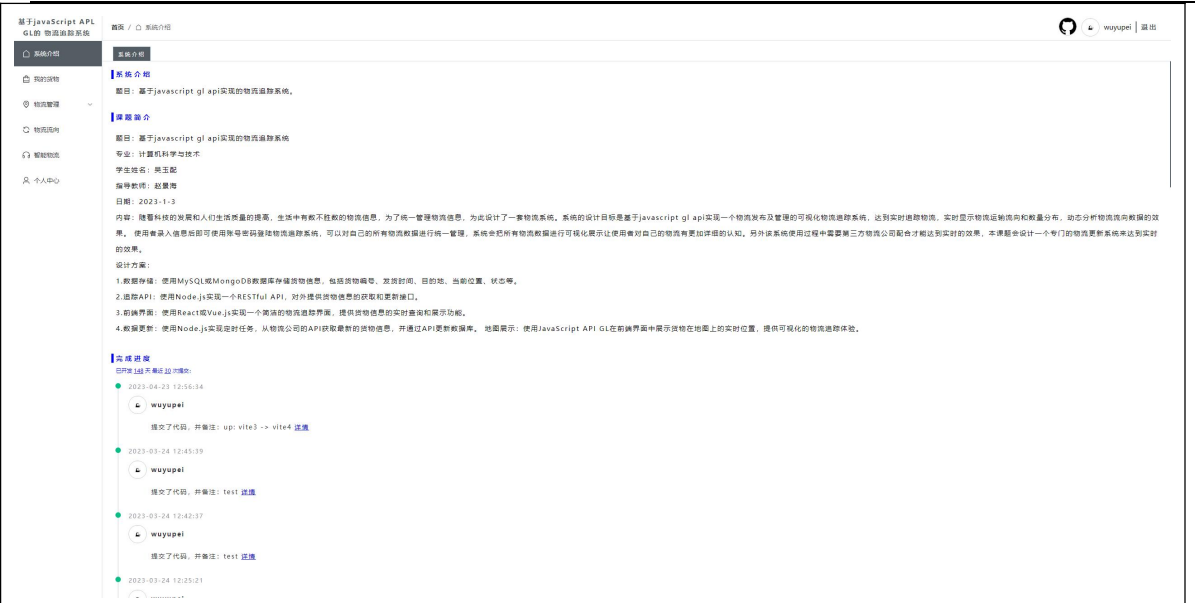 基于javaScript APL
GL的 物流追踪系统
首页 / 系统介绍
wuyupei | 退出
系统介绍
我的货物
物流管理
物流流向
智能物流
个人中心
系统介绍
系统介绍
题目：基于javascript gl api实现的物流追踪系统。
课题简介
题目：基于javascript gl api实现的物流追踪系统
专业：计算机科学与技术
学生姓名：吴玉配
指导教师：赵景海
日期：2023-1-3
内容：随着科技的发展和人们生活质量的提高，生活中有数不胜数的物流信息，为了统一管理物流信息，为此设计了一套物流系统。系统的设计目标是基于javascript gl api实现一个物流发布及管理的可视化物流追踪系统，达到实时追踪物流，实时显示物流运输流向和数量分布，动态分析物流流向数据的效
果。 使用者录入信息后即可使用账号密码登陆物流追踪系统，可以对自己的所有物流数据进行统一管理，系统会把所有物流数据进行可视化展示让使用者对自己的物流有更加详细的认知。另外该系统使用过程中需要第三方物流公司配合才能达到实时的效果，本课题会设计一个专门的物流更新系统来达到实时
的效果。
设计方案：
1.数据存储：使用MySQL或MongoDB数据库存储货物信息，包括货物编号、发货时间、目的地、当前位置、状态等。
2.追踪API：使用Node.js实现一个RESTful API，对外提供货物信息的获取和更新接口。
3.前端界面：使用React或Vue.js实现一个简洁的物流追踪界面，提供货物信息的实时查询和展示功能。
4.数据更新：使用Node.js实现定时任务，从物流公司的API获取最新的货物信息，并通过API更新数据库。 地图展示：使用JavaScript API GL在前端界面中展示货物在地图上的实时位置，提供可视化的物流追踪体验。
完成进度
已开发 148 天 最近 30 次提交：
2023-04-23 12:56:34
wuyupei
提交了代码，并备注：up: vite3 -> vite4 详情
2023-03-24 12:45:39
wuyupei
提交了代码，并备注：test 详情
2023-03-24 12:42:37
wuyupei
提交了代码，并备注：test 详情
2023-03-24 12:25:21